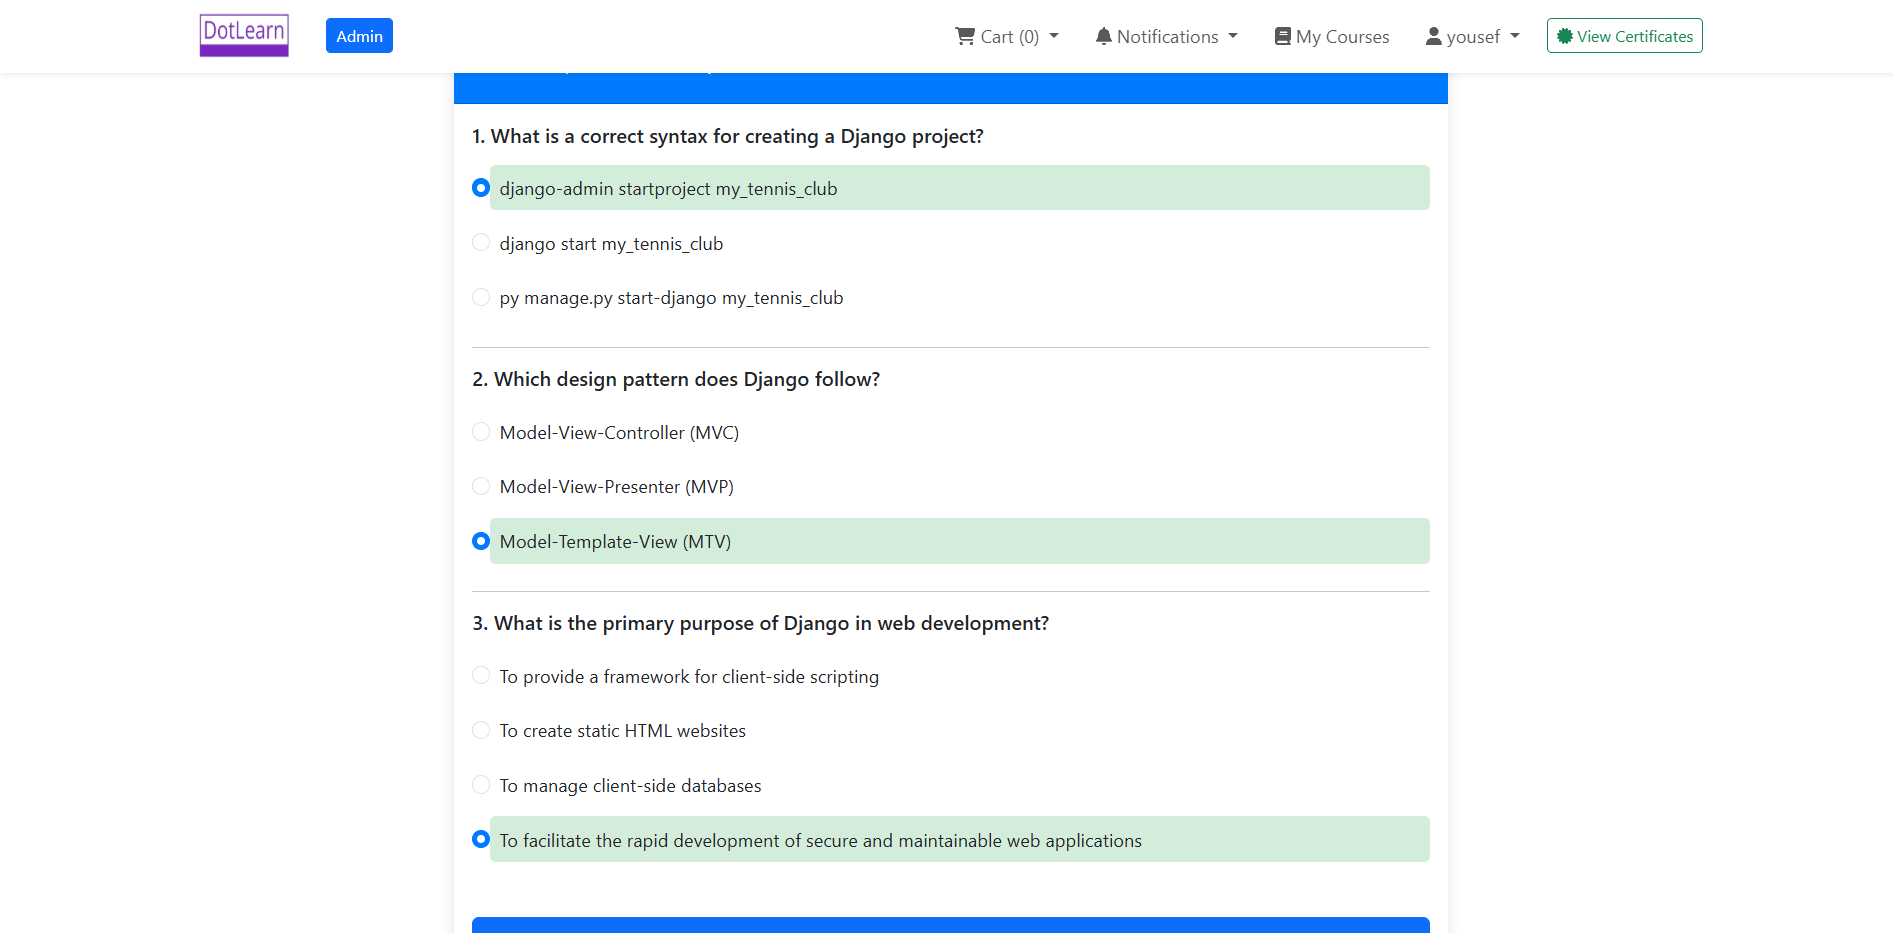 DotLearn
Admin
Cart (0)
Notifications
My Courses
yousef
View Certificates
1. What is a correct syntax for creating a Django project?
django-admin startproject my_tennis_club
django start my_tennis_club
py manage.py start-django my_tennis_club
2. Which design pattern does Django follow?
Model-View-Controller (MVC)
Model-View-Presenter (MVP)
Model-Template-View (MTV)
3. What is the primary purpose of Django in web development?
To provide a framework for client-side scripting
To create static HTML websites
To manage client-side databases
To facilitate the rapid development of secure and maintainable web applications